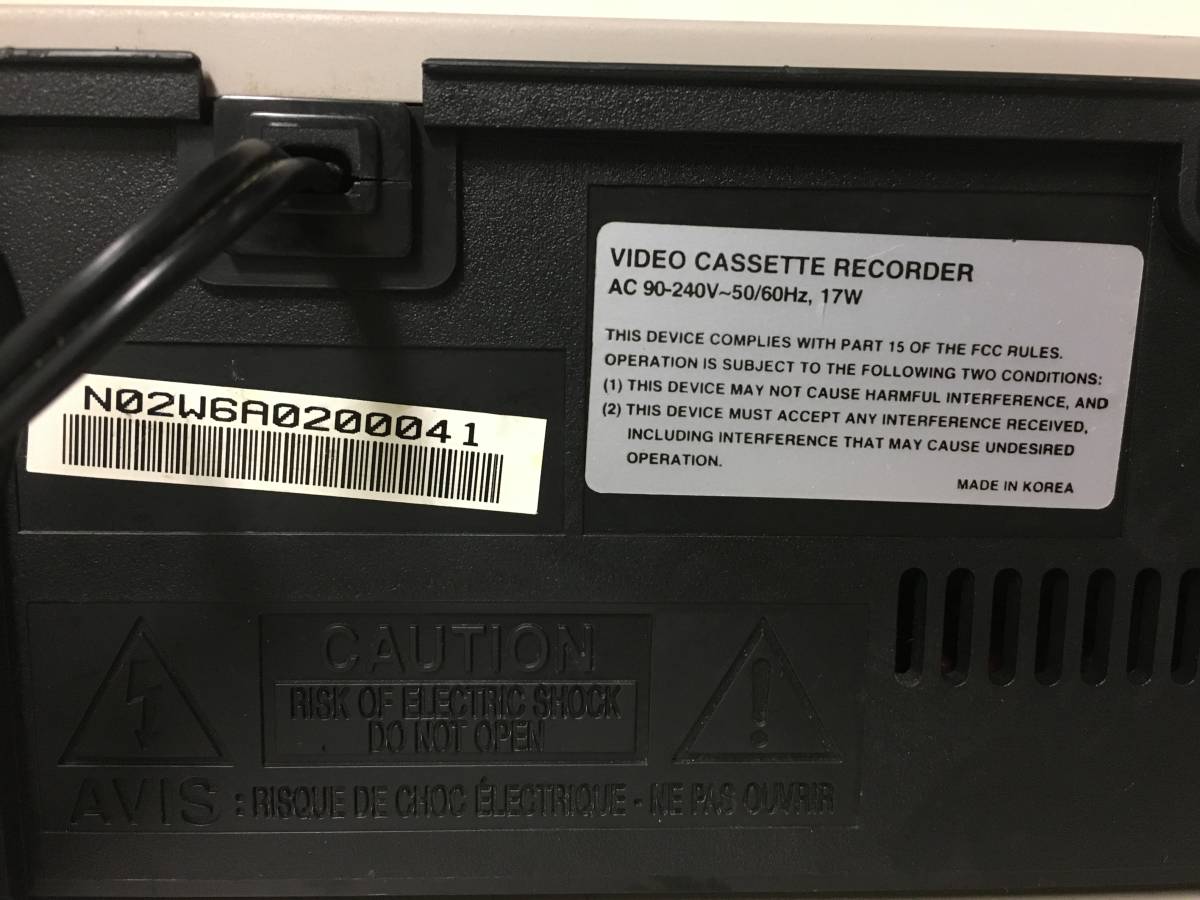 VIDEO CASSETTE RECORDER
AC 90-240V~50/60Hz, 17W
THIS DEVICE COMPLIES WITH PART 15 OF THE FCC RULES.
OPERATION IS SUBJECT TO THE FOLLOWING TWO CONDITIONS:
(1) THIS DEVICE MAY NOT CAUSE HARMFUL INTERFERENCE, AND
(2) THIS DEVICE MUST ACCEPT ANY INTERFERENCE RECEIVED,
INCLUDING INTERFERENCE THAT MAY CAUSE UNDESIRED
OPERATION.
MADE IN KOREA
N02W6A0200041
CAUTION
RISK OF ELECTRIC SHOCK
DO NOT OPEN
AVIS : RISQUE DE CHOC ÉLECTRIQUE - NE PAS OUVRIR